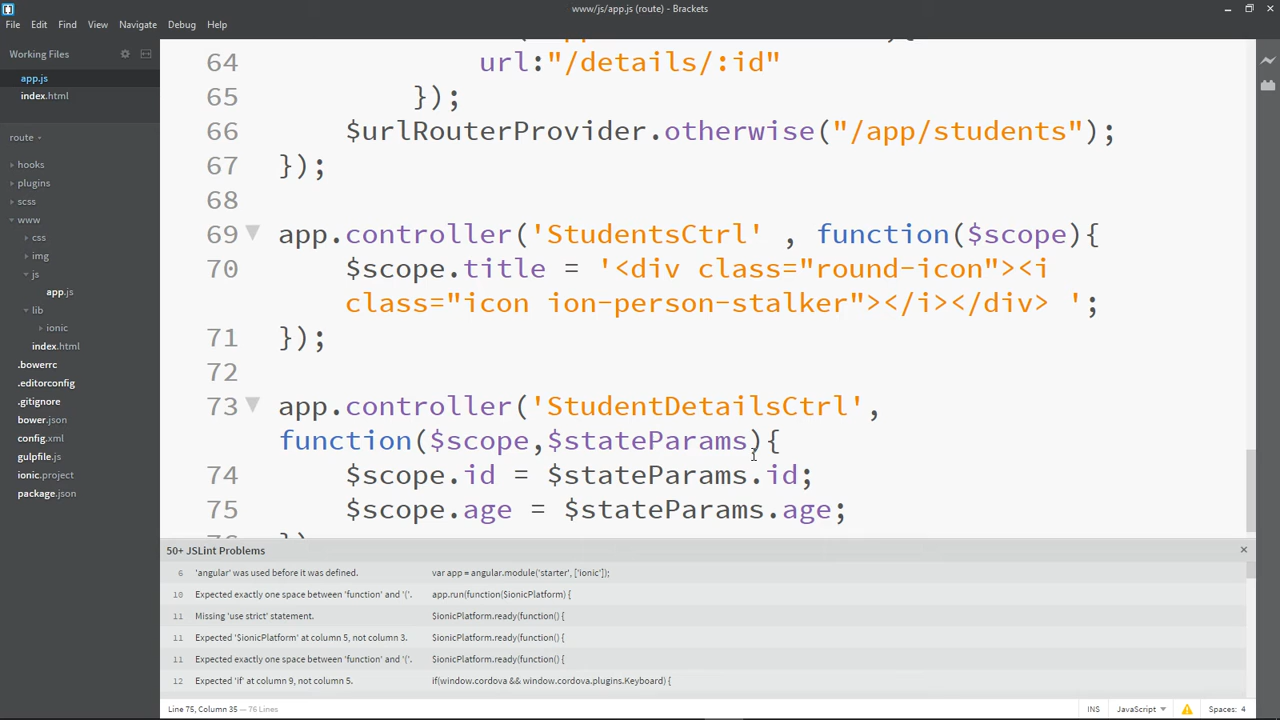 www/js/app.js (route) - Brackets
File Edit Find View Navigate Debug Help
Working Files
app.js
index.html
route
hooks
plugins
scss
www
css
img
js
app.js
lib
ionic
index.html
.bowerrc
.editorconfig
.gitignore
bower.json
config.xml
gulpfile.js
ionic.project
package.json
64 url:"/details/:id"
65 });
66 $urlRouterProvider.otherwise("/app/students");
67 });
68
69 app.controller('StudentsCtrl' , function($scope){
70 $scope.title = '<div class="round-icon"><i
class="icon ion-person-stalker"></i></div> ';
71 });
72
73 app.controller('StudentDetailsCtrl',
function($scope,$stateParams){
74 $scope.id = $stateParams.id;
75 $scope.age = $stateParams.age;
50+ JSLint Problems
6 'angular' was used before it was defined. var app = angular.module('starter', ['ionic']);
10 Expected exactly one space between 'function' and '('. app.run(function($ionicPlatform) {
11 Missing 'use strict' statement. $ionicPlatform.ready(function() {
11 Expected '$ionicPlatform' at column 5, not column 3. $ionicPlatform.ready(function() {
11 Expected exactly one space between 'function' and '('. $ionicPlatform.ready(function() {
12 Expected 'if' at column 9, not column 5. if(window.cordova && window.cordova.plugins.Keyboard) {
Line 75, Column 35 — 76 Lines INS JavaScript Spaces: 4